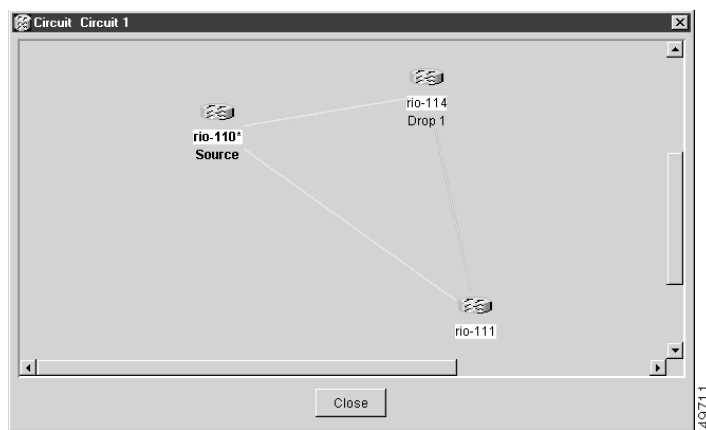 Circuit Circuit 1
rio-114
Drop 1
rio-110*
Source
rio-111
Close
49711